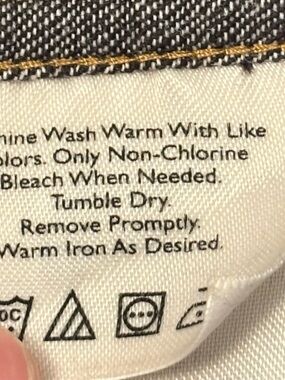 hine Wash Warm With Like
olors. Only Non-Chlorine
Bleach When Needed.
Tumble Dry.
Remove Promptly.
Warm Iron As Desired.
0C